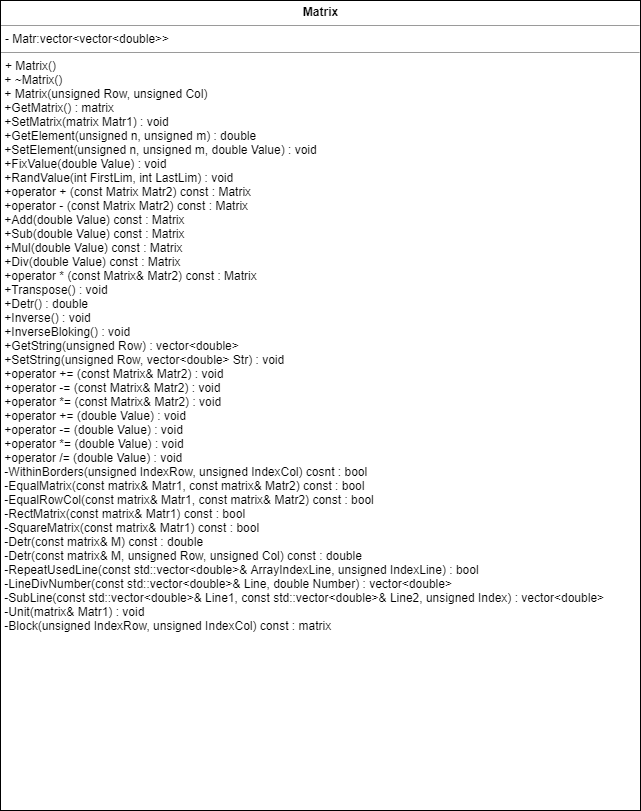 Matrix
- Matr:vector<vector<double>>
+ Matrix()
+ ~Matrix()
+ Matrix(unsigned Row, unsigned Col)
+GetMatrix() : matrix
+SetMatrix(matrix Matr1) : void
+GetElement(unsigned n, unsigned m) : double
+SetElement(unsigned n, unsigned m, double Value) : void
+FixValue(double Value) : void
+RandValue(int FirstLim, int LastLim) : void
+operator + (const Matrix Matr2) const : Matrix
+operator - (const Matrix Matr2) const : Matrix
+Add(double Value) const : Matrix
+Sub(double Value) const : Matrix
+Mul(double Value) const : Matrix
+Div(double Value) const : Matrix
+operator * (const Matrix& Matr2) const : Matrix
+Transpose() : void
+Detr() : double
+Inverse() : void
+InverseBloking() : void
+GetString(unsigned Row) : vector<double>
+SetString(unsigned Row, vector<double> Str) : void
+operator += (const Matrix& Matr2) : void
+operator -= (const Matrix& Matr2) : void
+operator *= (const Matrix& Matr2) : void
+operator += (double Value) : void
+operator -= (double Value) : void
+operator *= (double Value) : void
+operator /= (double Value) : void
-WithinBorders(unsigned IndexRow, unsigned IndexCol) cosnt : bool
-EqualMatrix(const matrix& Matr1, const matrix& Matr2) const : bool
-EqualRowCol(const matrix& Matr1, const matrix& Matr2) const : bool
-RectMatrix(const matrix& Matr1) const : bool
-SquareMatrix(const matrix& Matr1) const : bool
-Detr(const matrix& M) const : double
-Detr(const matrix& M, unsigned Row, unsigned Col) const : double
-RepeatUsedLine(const std::vector<double>& ArrayIndexLine, unsigned IndexLine) : bool
-LineDivNumber(const std::vector<double>& Line, double Number) : vector<double>
-SubLine(const std::vector<double>& Line1, const std::vector<double>& Line2, unsigned Index) : vector<double>
-Unit(matrix& Matr1) : void
-Block(unsigned IndexRow, unsigned IndexCol) const : matrix